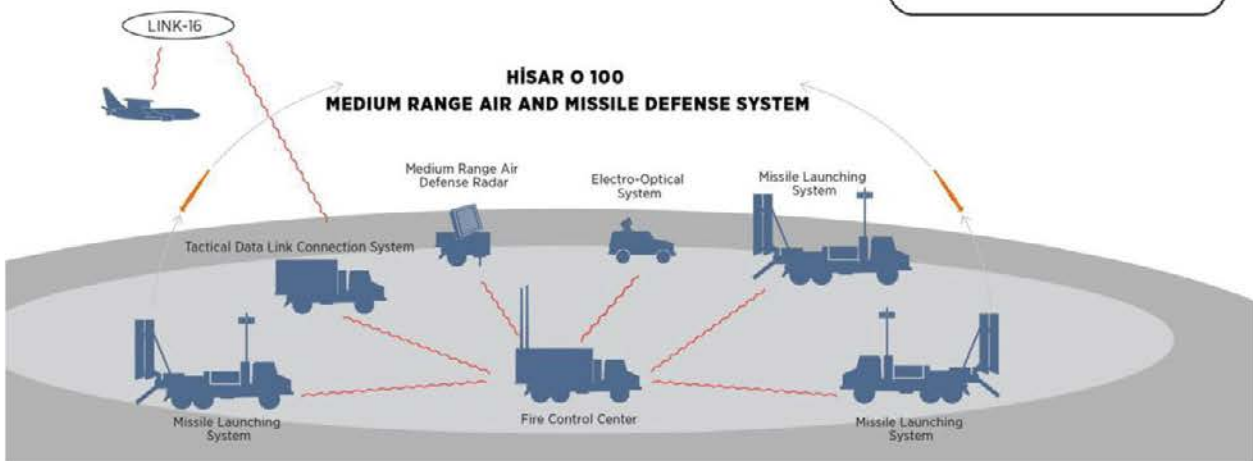 LINK-16
HİSAR O 100
MEDIUM RANGE AIR AND MISSILE DEFENSE SYSTEM
Medium Range Air
Defense Radar
Electro-Optical
System
Missile Launching
System
Tactical Data Link Connection System
Missile Launching
System
Fire Control Center
Missile Launching
System